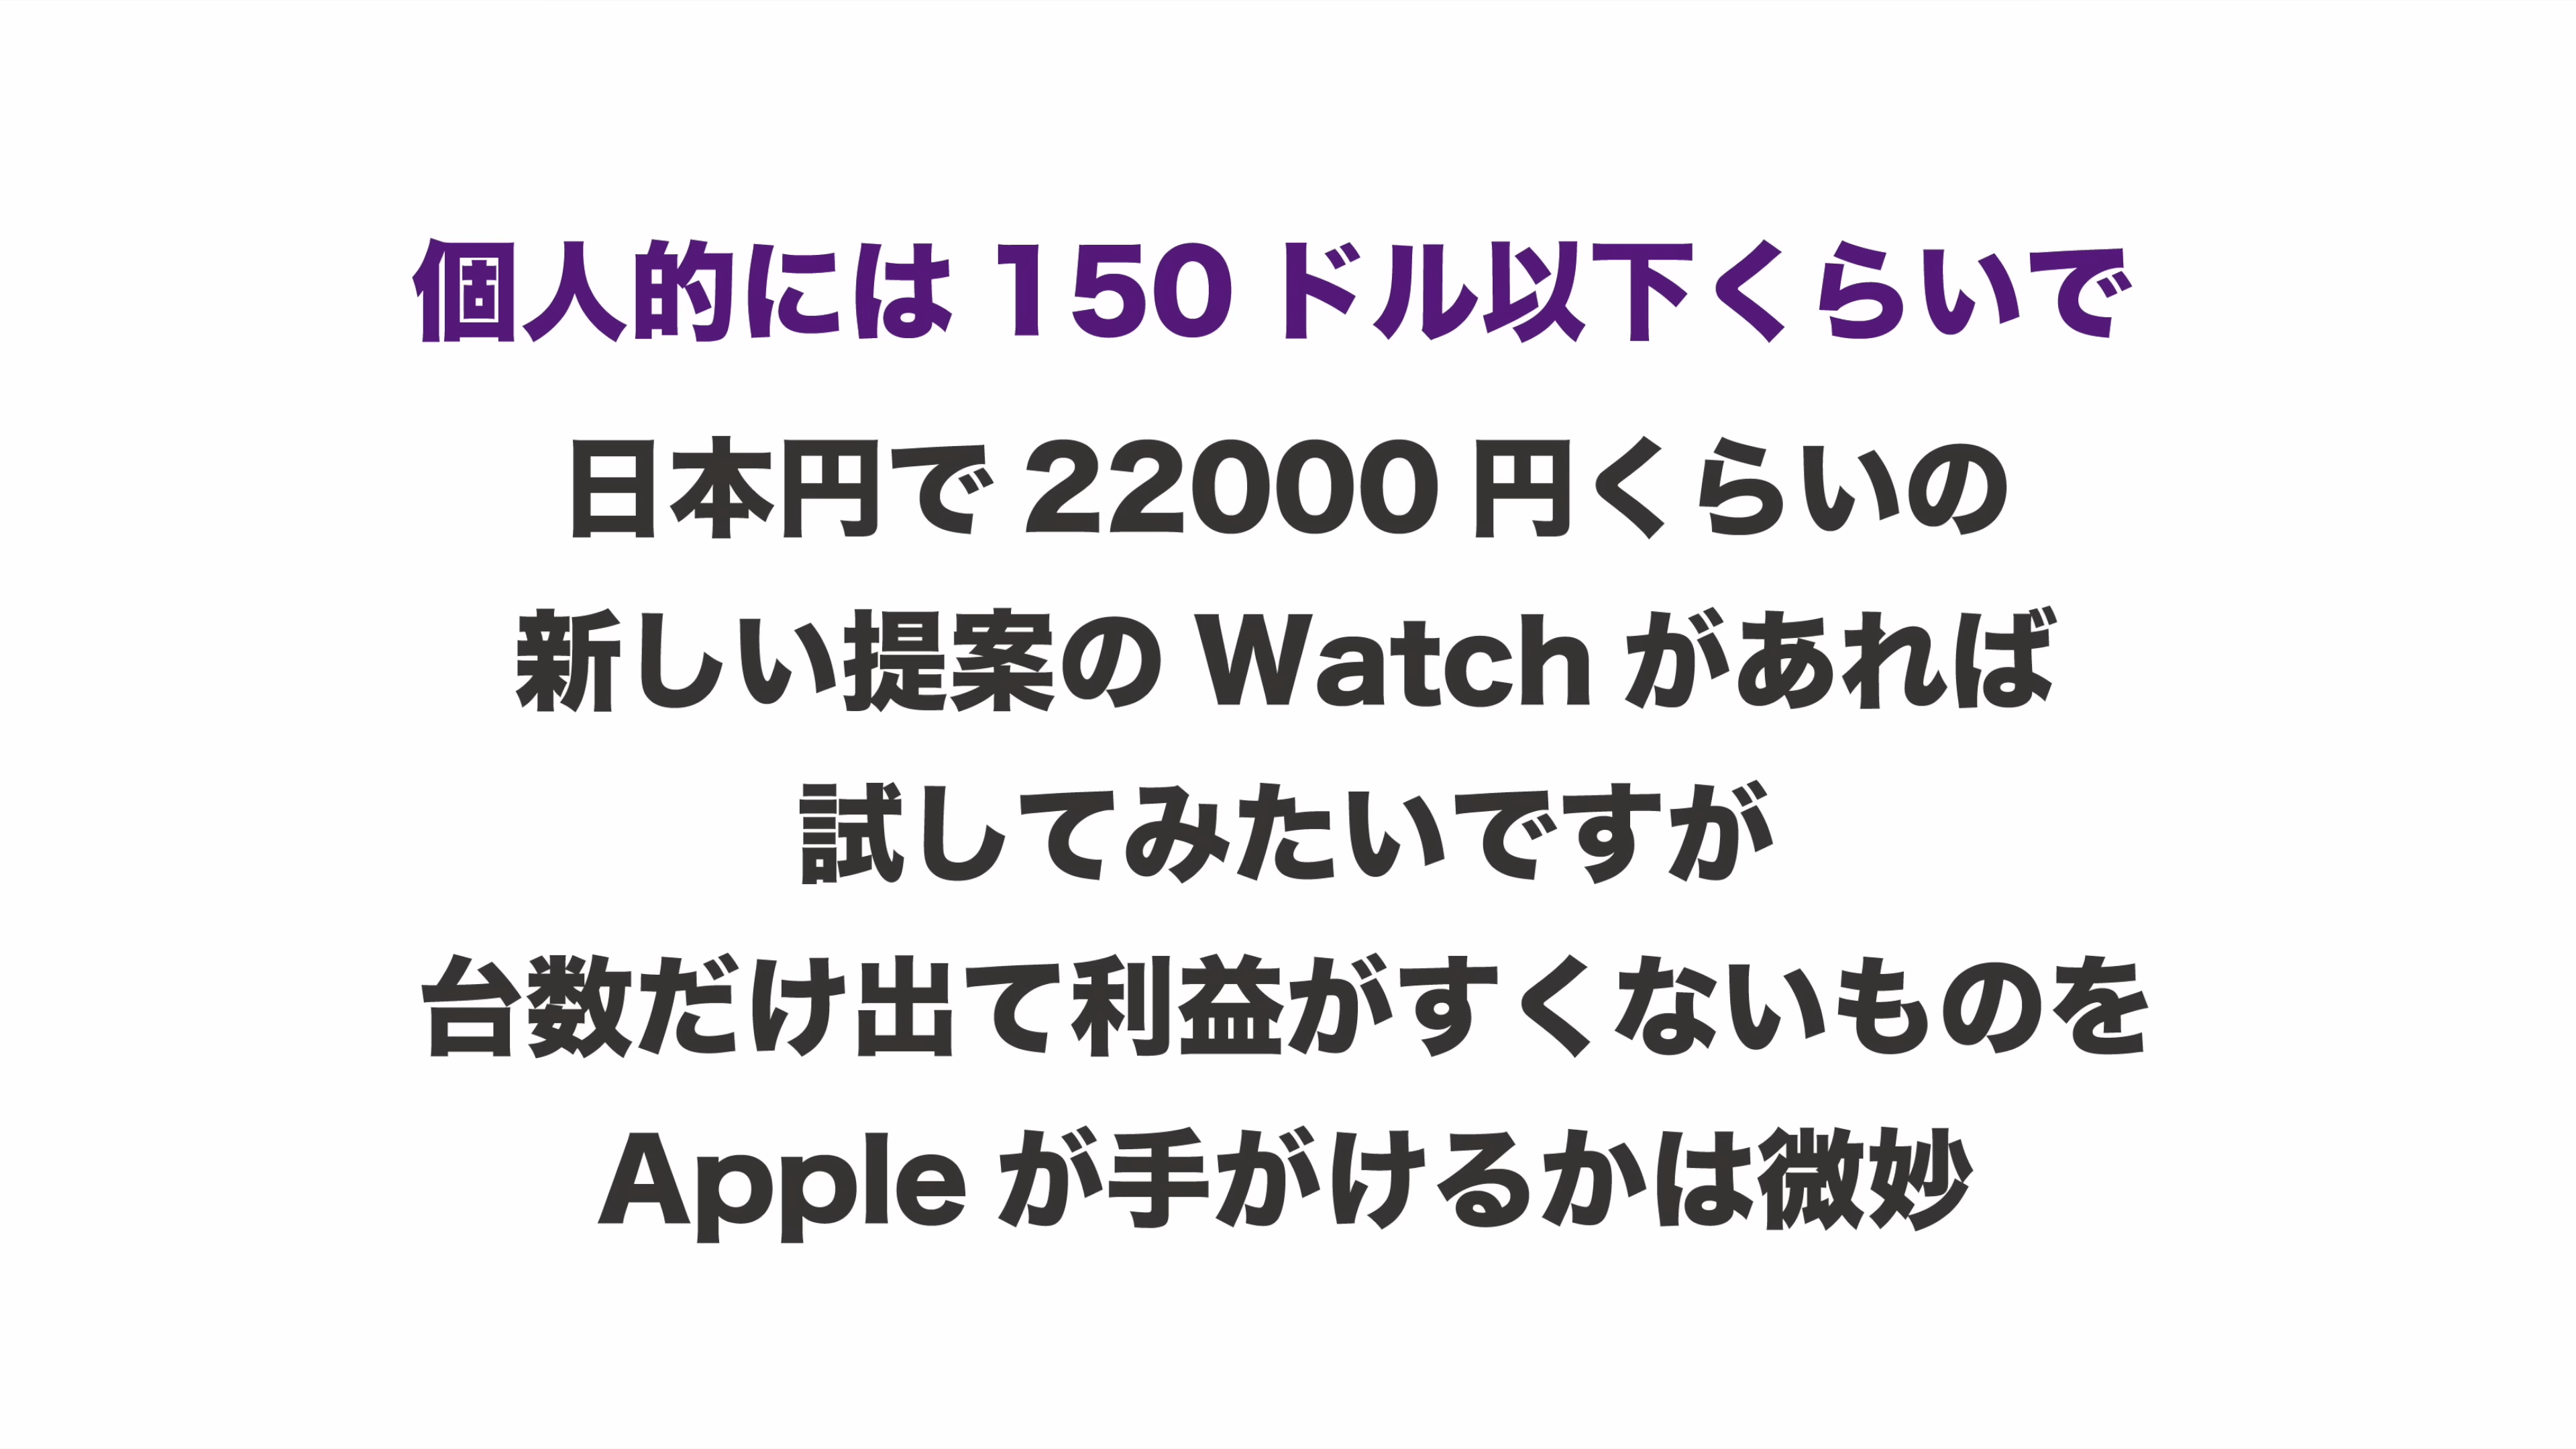 個人的には150ドル以下くらいで
日本円で22000円くらいの
新しい提案のWatchがあれば
試してみたいですが
台数だけ出て利益がすくないものを
Appleが手がけるかは微妙